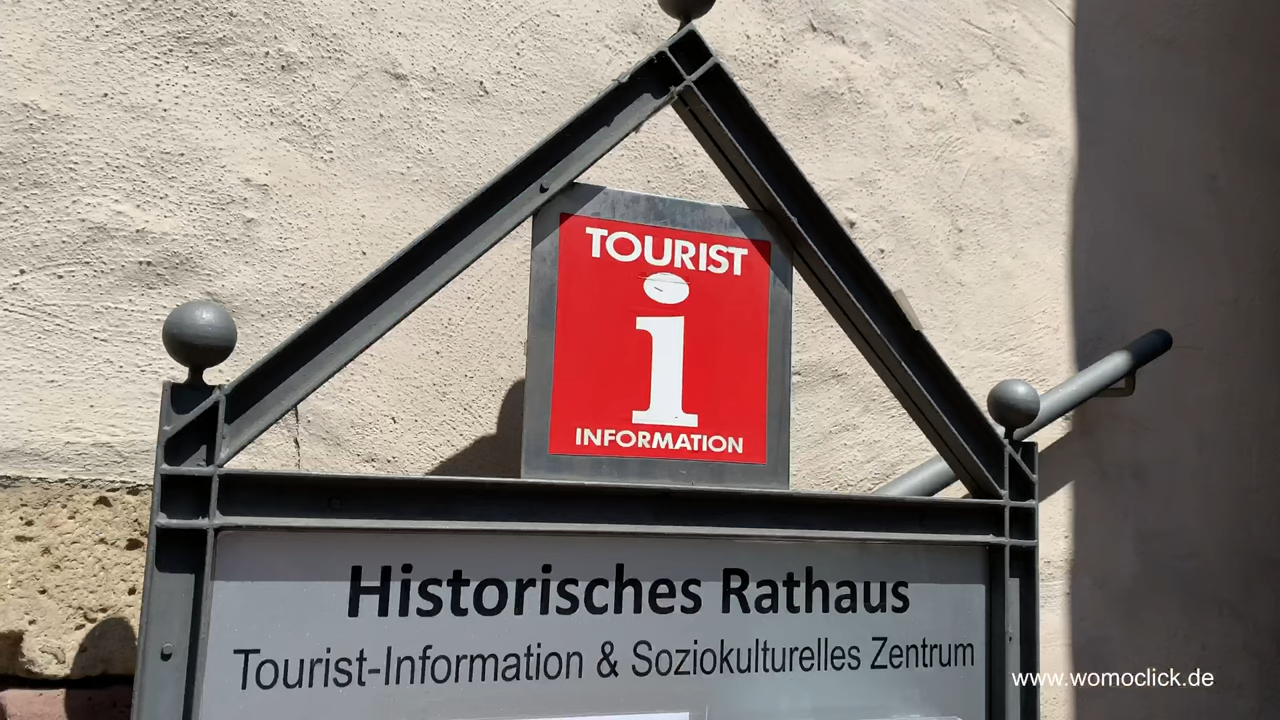 TOURIST
i
INFORMATION
Historisches Rathaus
Tourist-Information & Soziokulturelles Zentrum
www.womoclick.de